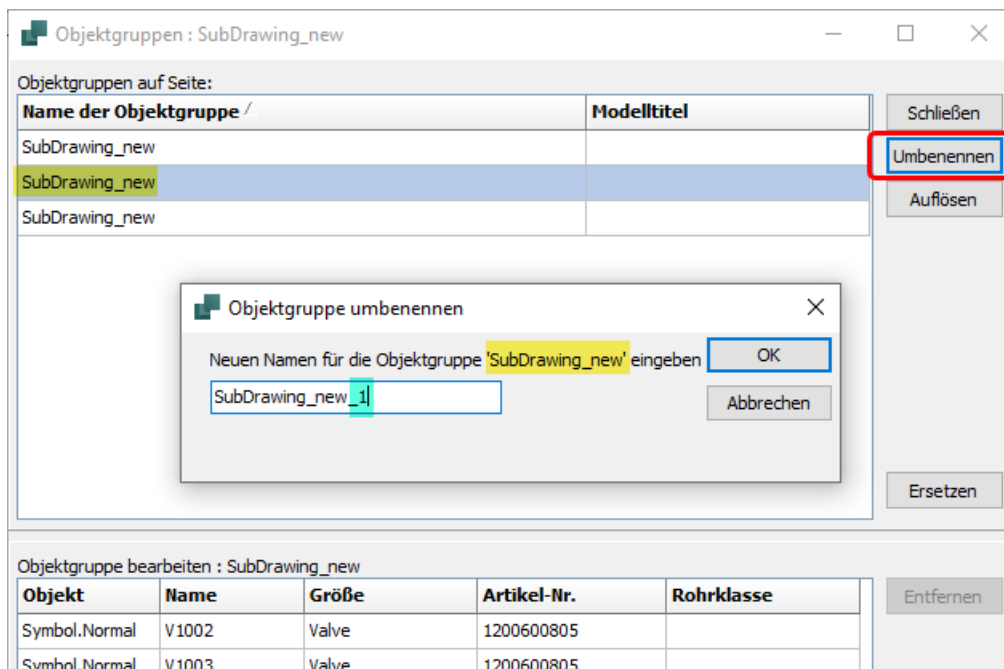 Objektgruppen : SubDrawing_new
Objektgruppen auf Seite:
Name der Objektgruppe Modelltitel
SubDrawing_new
SubDrawing_new
SubDrawing_new
Schließen
Umbenennen
Auflösen
Objektgruppe umbenennen
Neuen Namen für die Objektgruppe 'SubDrawing_new' eingeben
SubDrawing_new_1
OK
Abbrechen
Ersetzen
Objektgruppe bearbeiten : SubDrawing_new
Objekt Name Größe Artikel-Nr. Rohrklasse
Symbol.Normal V1002 Valve 1200600805
Symbol.Normal V1003 Valve 1200600805
Entfernen